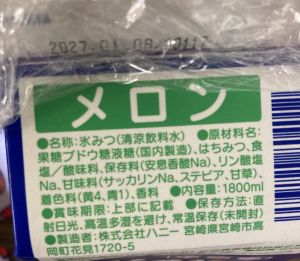 2027.01.08
メロン
●名称:氷みつ(清涼飲料水) ●原材料名:
果糖ブドウ糖液糖(国内製造)、はちみつ、食
塩/酸味料、保存料(安息香酸Na)、リン酸塩
Na、甘味料(サッカリンNa、ステビア、甘草)、
着色料(黄4、青1)、香料 ●内容量:1800ml
●賞味期限:上部に記載 ●保存方法:直
射日光、高温多湿を避け、常温保存(未開封)
●製造者:株式会社ハニー 宮崎県宮崎市高
岡町花見1720-5